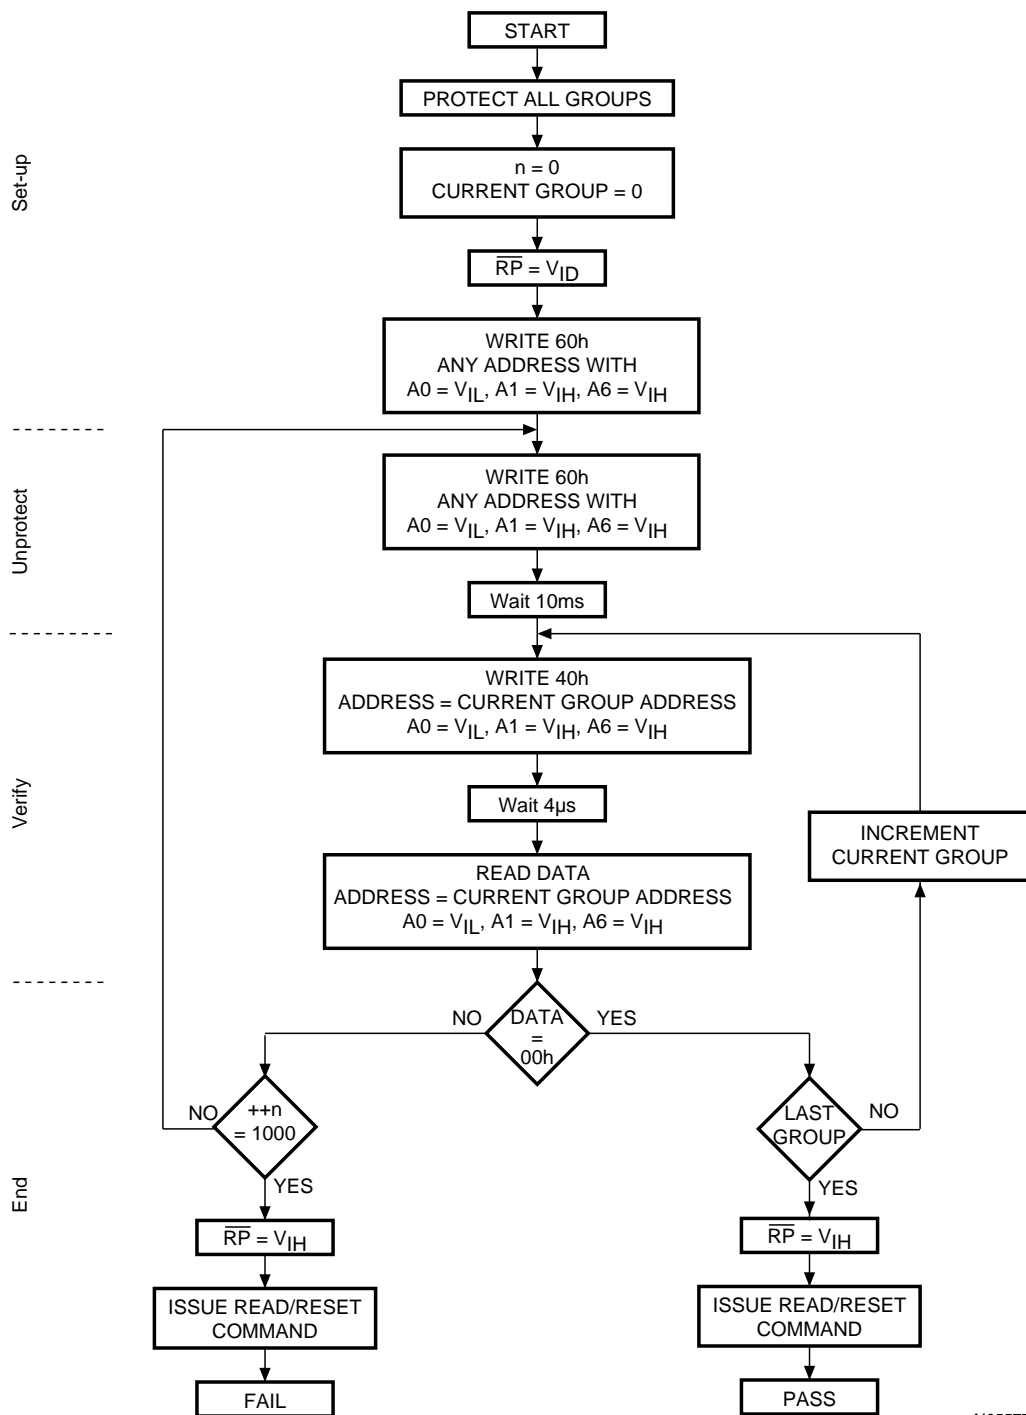 START
PROTECT ALL GROUPS
Set-up
n = 0
CURRENT GROUP = 0
RP = VID
WRITE 60h
ANY ADDRESS WITH
A0 = VIL, A1 = VIH, A6 = VIH
Unprotect
WRITE 60h
ANY ADDRESS WITH
A0 = VIL, A1 = VIH, A6 = VIH
Wait 10ms
Verify
WRITE 40h
ADDRESS = CURRENT GROUP ADDRESS
A0 = VIL, A1 = VIH, A6 = VIH
Wait 4µs
INCREMENT
CURRENT GROUP
READ DATA
ADDRESS = CURRENT GROUP ADDRESS
A0 = VIL, A1 = VIH, A6 = VIH
End
NO
DATA
=
00h
YES
NO
++n
= 1000
YES
LAST
GROUP
NO
YES
RP = VIH
RP = VIH
ISSUE READ/RESET
COMMAND
ISSUE READ/RESET
COMMAND
FAIL
PASS